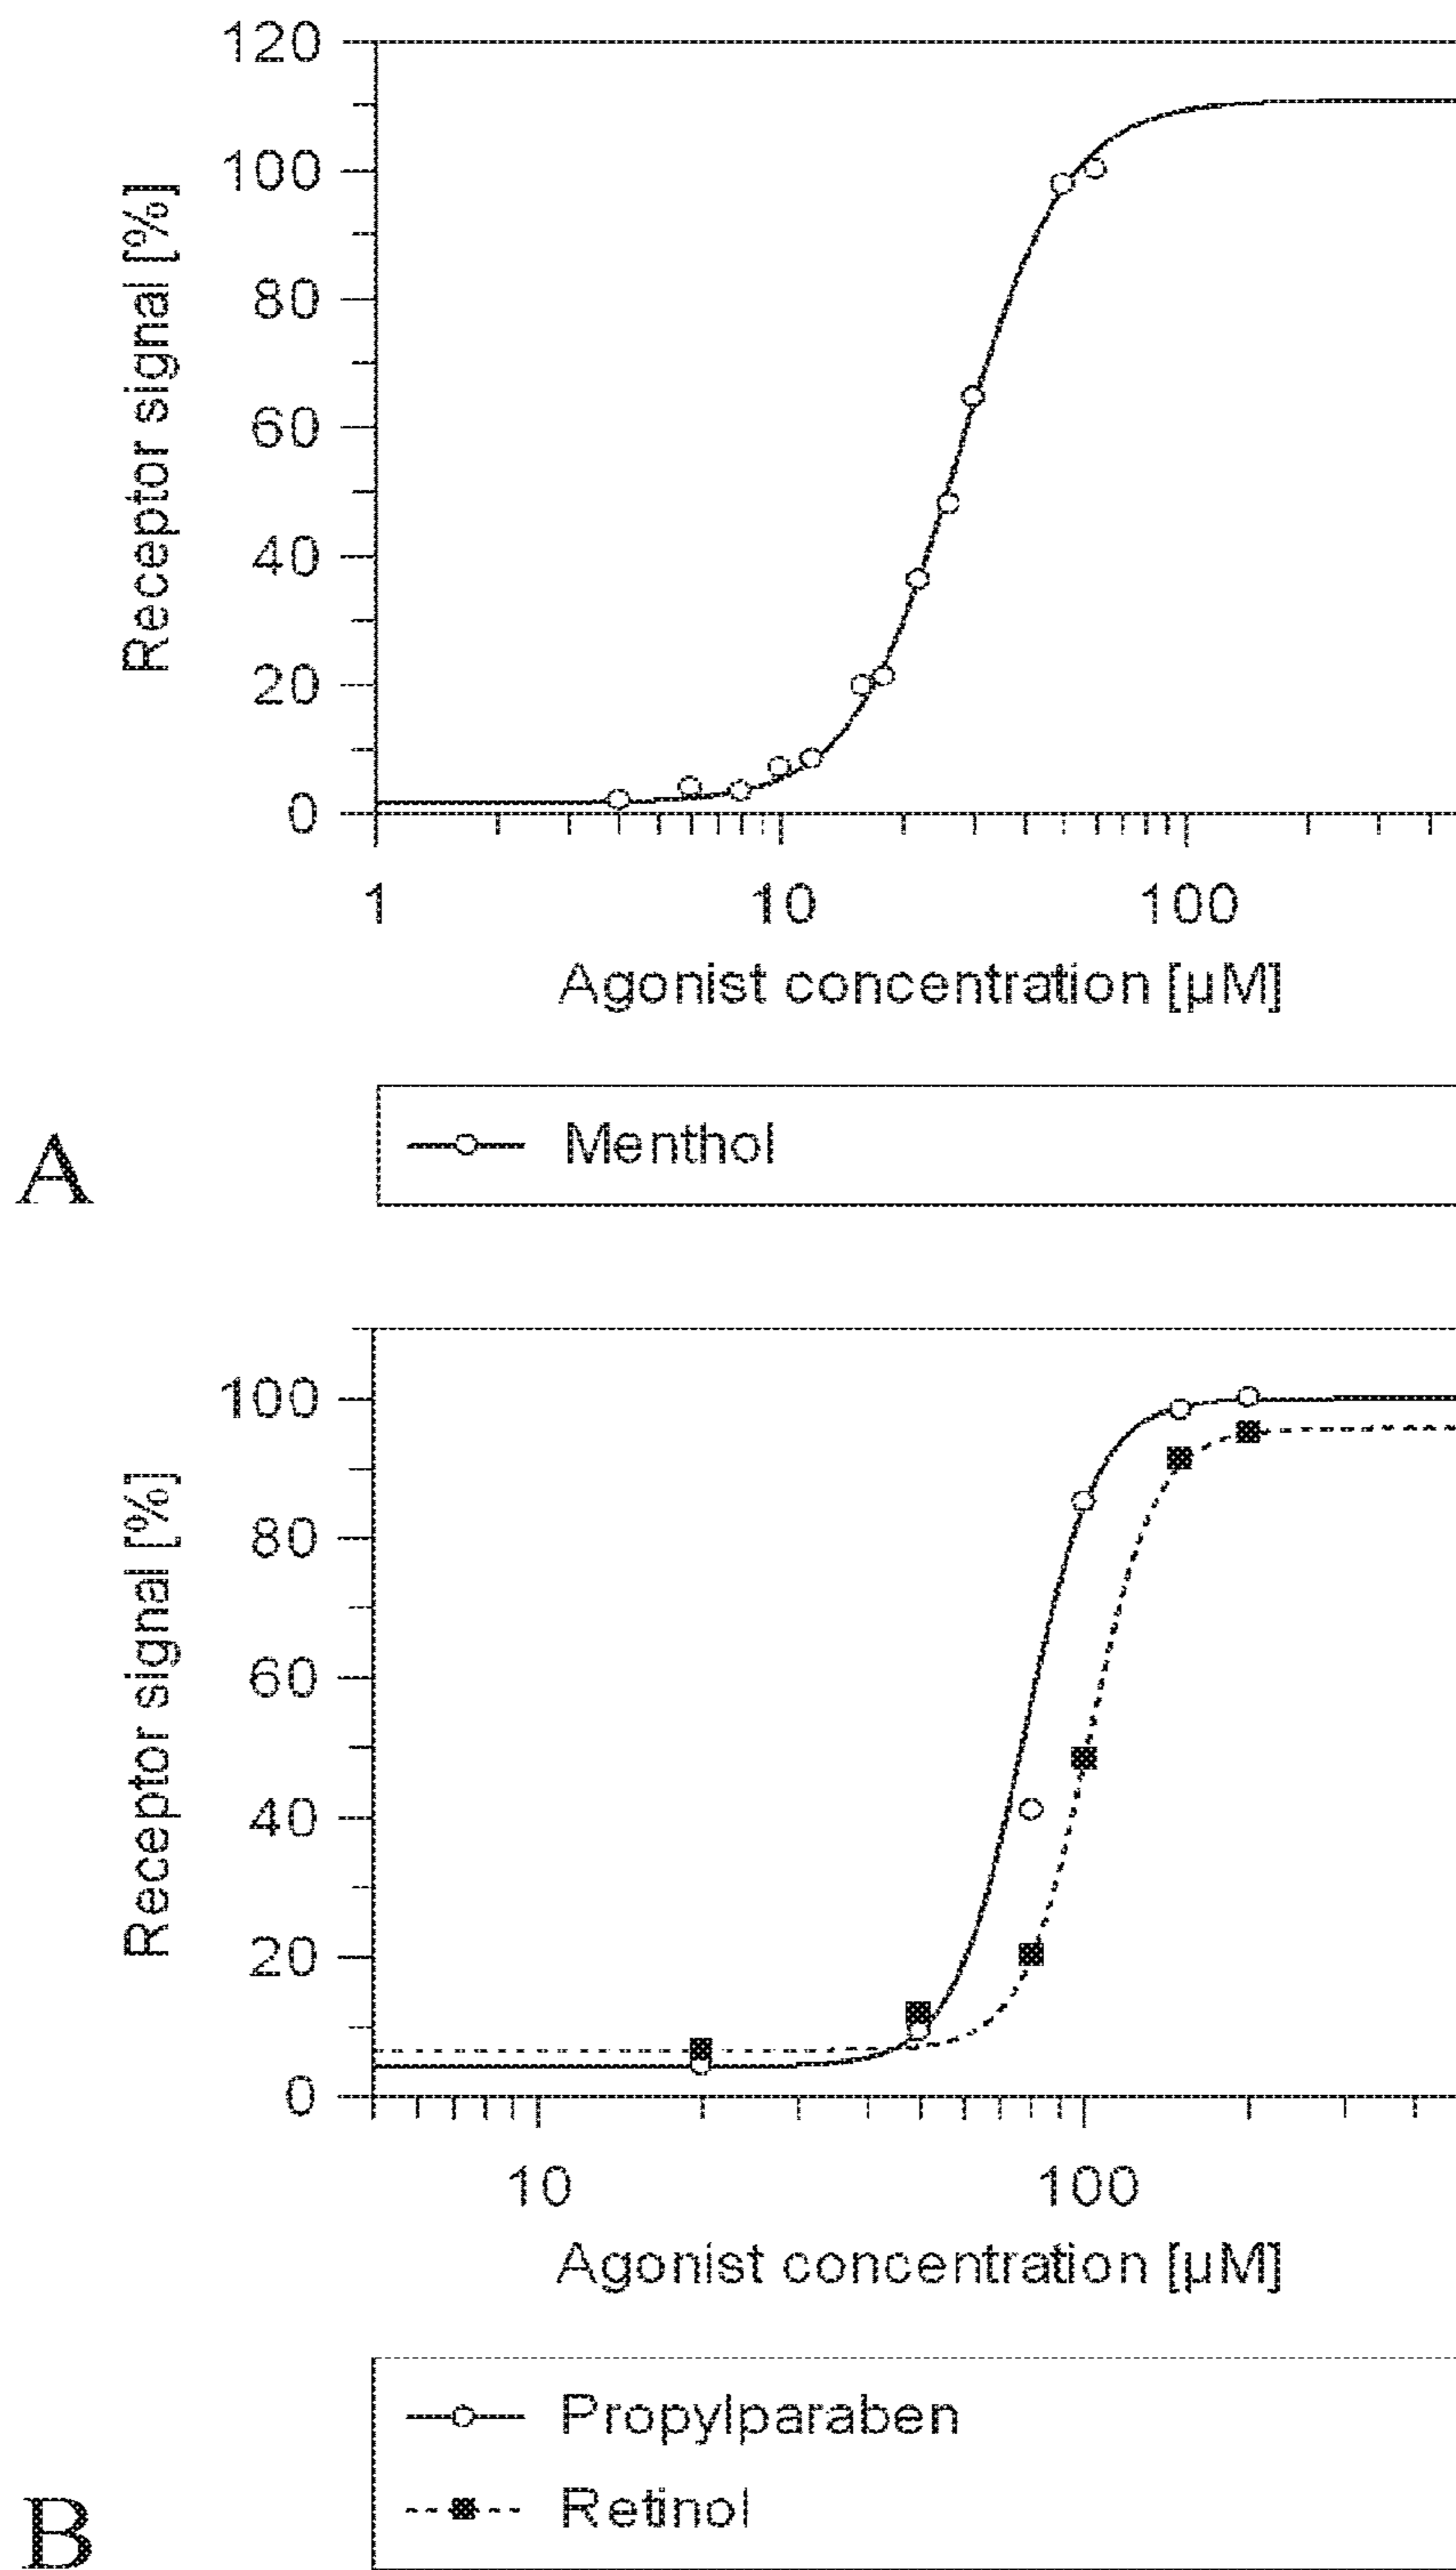 120
100
80
60
40
20
0
Receptor signal [%]
1 10 100
Agonist concentration [µM]
A
Menthol
100
80
60
40
20
0
Receptor signal [%]
10 100
Agonist concentration [µM]
Propylparaben
Retinol
B